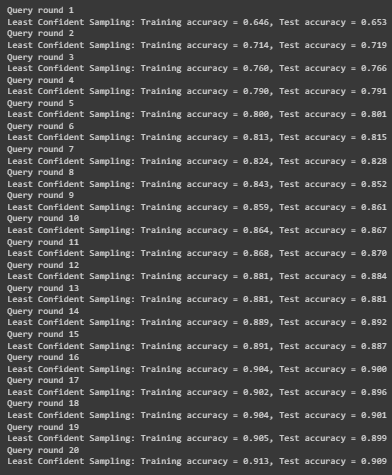 Query round 1
Least Confident Sampling: Training accuracy = 0.646, Test accuracy = 0.653
Query round 2
Least Confident Sampling: Training accuracy = 0.714, Test accuracy = 0.719
Query round 3
Least Confident Sampling: Training accuracy = 0.760, Test accuracy = 0.766
Query round 4
Least Confident Sampling: Training accuracy = 0.790, Test accuracy = 0.791
Query round 5
Least Confident Sampling: Training accuracy = 0.800, Test accuracy = 0.801
Query round 6
Least Confident Sampling: Training accuracy = 0.813, Test accuracy = 0.815
Query round 7
Least Confident Sampling: Training accuracy = 0.824, Test accuracy = 0.828
Query round 8
Least Confident Sampling: Training accuracy = 0.843, Test accuracy = 0.852
Query round 9
Least Confident Sampling: Training accuracy = 0.859, Test accuracy = 0.861
Query round 10
Least Confident Sampling: Training accuracy = 0.864, Test accuracy = 0.867
Query round 11
Least Confident Sampling: Training accuracy = 0.868, Test accuracy = 0.870
Query round 12
Least Confident Sampling: Training accuracy = 0.881, Test accuracy = 0.884
Query round 13
Least Confident Sampling: Training accuracy = 0.881, Test accuracy = 0.881
Query round 14
Least Confident Sampling: Training accuracy = 0.889, Test accuracy = 0.892
Query round 15
Least Confident Sampling: Training accuracy = 0.891, Test accuracy = 0.887
Query round 16
Least Confident Sampling: Training accuracy = 0.904, Test accuracy = 0.900
Query round 17
Least Confident Sampling: Training accuracy = 0.902, Test accuracy = 0.896
Query round 18
Least Confident Sampling: Training accuracy = 0.904, Test accuracy = 0.901
Query round 19
Least Confident Sampling: Training accuracy = 0.905, Test accuracy = 0.899
Query round 20
Least Confident Sampling: Training accuracy = 0.913, Test accuracy = 0.909